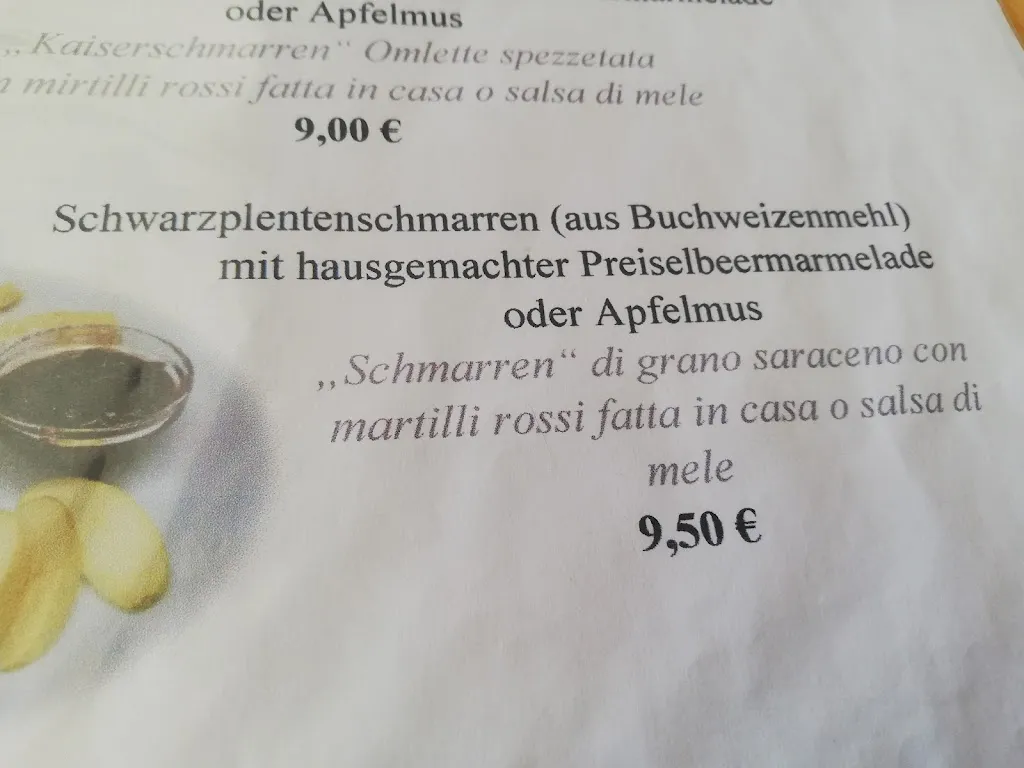 oder Apfelmus
„Kaiserschmarren“ Omlette spezzetata
mirtilli rossi fatta in casa o salsa di mele
9,00 €
Schwarzplentenschmarren (aus Buchweizenmehl)
mit hausgemachter Preiselbeermarmelade
oder Apfelmus
„Schmarren“ di grano saraceno con
martilli rossi fatta in casa o salsa di
mele
9,50 €